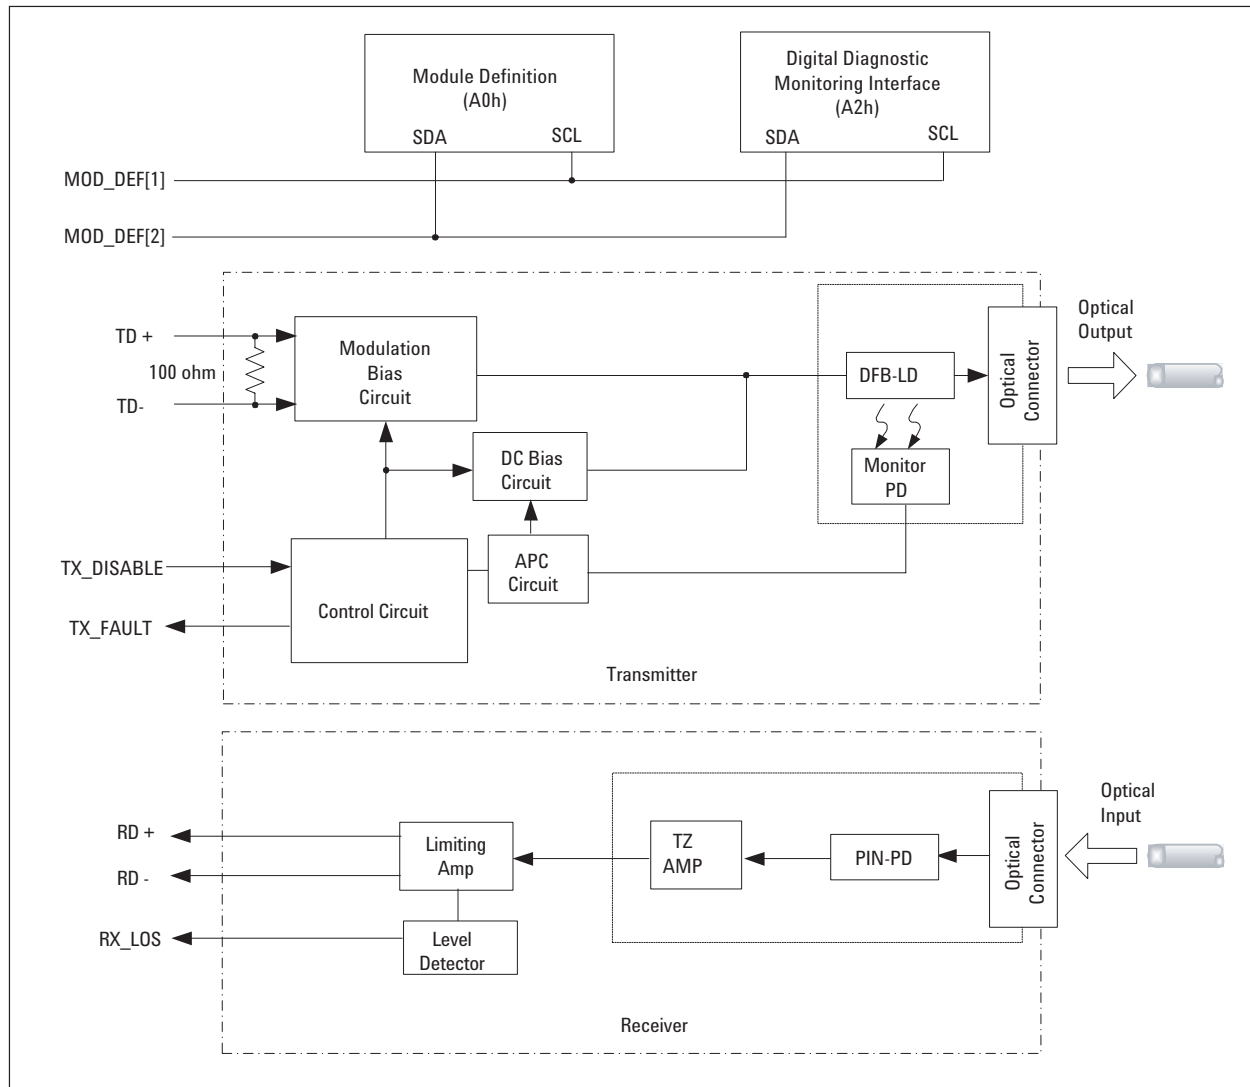 Module Definition
(A0h)
SDA
SCL
Digital Diagnostic
Monitoring Interface
(A2h)
SDA
SCL
MOD_DEF[1]
MOD_DEF[2]
TD +
100 ohm
TD-
Modulation
Bias
Circuit
DC Bias
Circuit
DFB-LD
Monitor
PD
Optical
Connector
Optical
Output
TX_DISABLE
TX_FAULT
Control Circuit
APC
Circuit
Transmitter
RD +
RD -
RX_LOS
Limiting
Amp
Level
Detector
TZ
AMP
PIN-PD
Optical
Connector
Optical
Input
Receiver